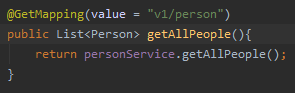 @GetMapping(value = "v1/person")
public List<Person> getAllPeople(){
    return personService.getAllPeople();
}